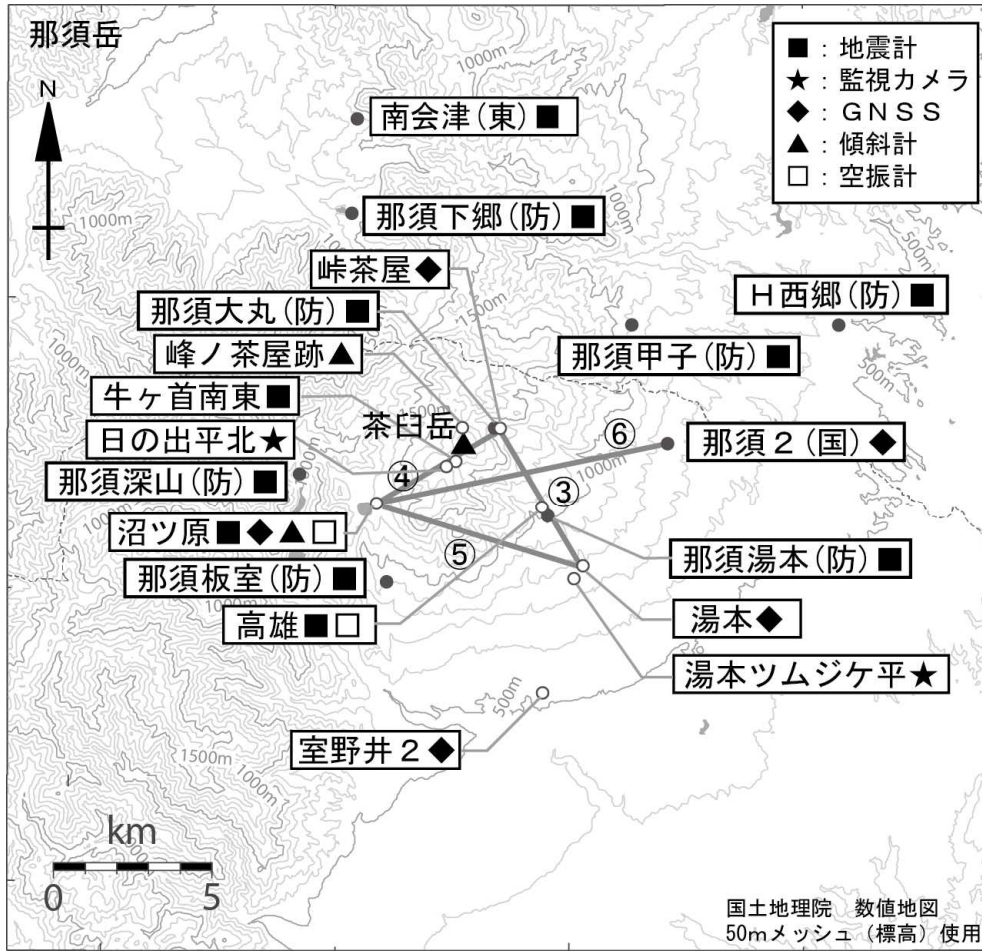 那須岳
■：地震計
★：監視カメラ
◆：ＧＮＳＳ
▲：傾斜計
□：空振計
N
1000m
南会津(東)■
1000m
那須下郷(防)■
500m
峠茶屋◆
1500m
Ｈ西郷(防)■
那須大丸(防)■
峰ノ茶屋跡▲
那須甲子(防)■
500m
牛ヶ首南東■
1500m
茶臼岳
⑥
日の出平北★
1000m
那須２(国)◆
那須深山(防)■
④
③
沼ツ原■◆▲□
⑤
那須湯本(防)■
那須板室(防)■
1000m
高雄■□
湯本◆
湯本ツムジケ平★
500m
室野井２◆
1500m
1000m
km
0
5
国土地理院　数値地図
50mメッシュ（標高）使用